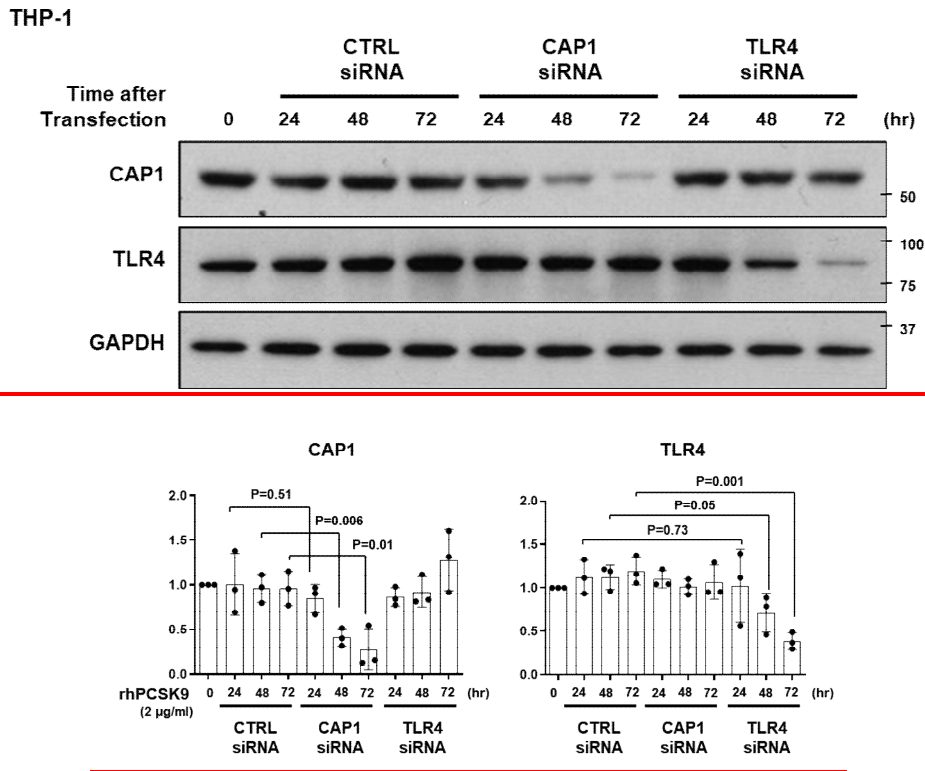 THP-1
CTRL siRNA
CAP1 siRNA
TLR4 siRNA
Time after Transfection
0 24 48 72 24 48 72 24 48 72 (hr)
CAP1
50
TLR4
100
75
GAPDH
37
CAP1
2.0
1.5
1.0
0.5
0.0
P=0.51
P=0.006
P=0.01
rhPCSK9 (2 µg/ml)
0 24 48 72 24 48 72 24 48 72 (hr)
CTRL siRNA
CAP1 siRNA
TLR4 siRNA
TLR4
2.0
1.5
1.0
0.5
0.0
P=0.001
P=0.05
P=0.73
0 24 48 72 24 48 72 24 48 72 (hr)
CTRL siRNA
CAP1 siRNA
TLR4 siRNA